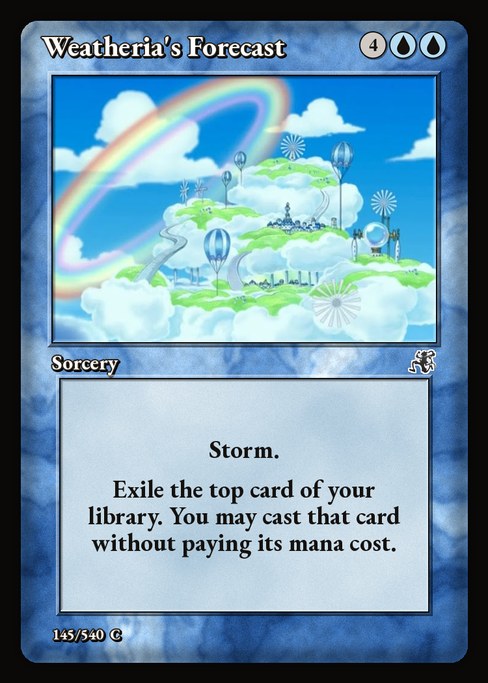 Weatheria's Forecast 4
Sorcery
Storm.
Exile the top card of your
library. You may cast that card
without paying its mana cost.
145/540 C